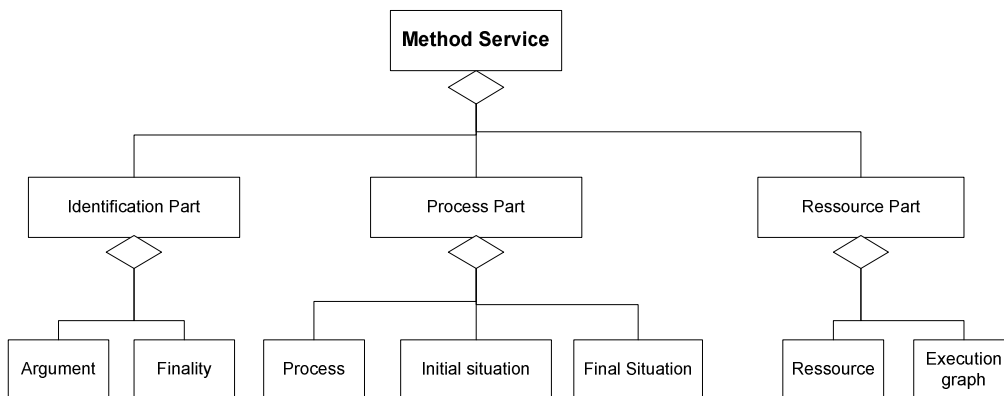 Method Service
Identification Part
Process Part
Ressource Part
Argument
Finality
Process
Initial situation
Final Situation
Ressource
Execution
graph